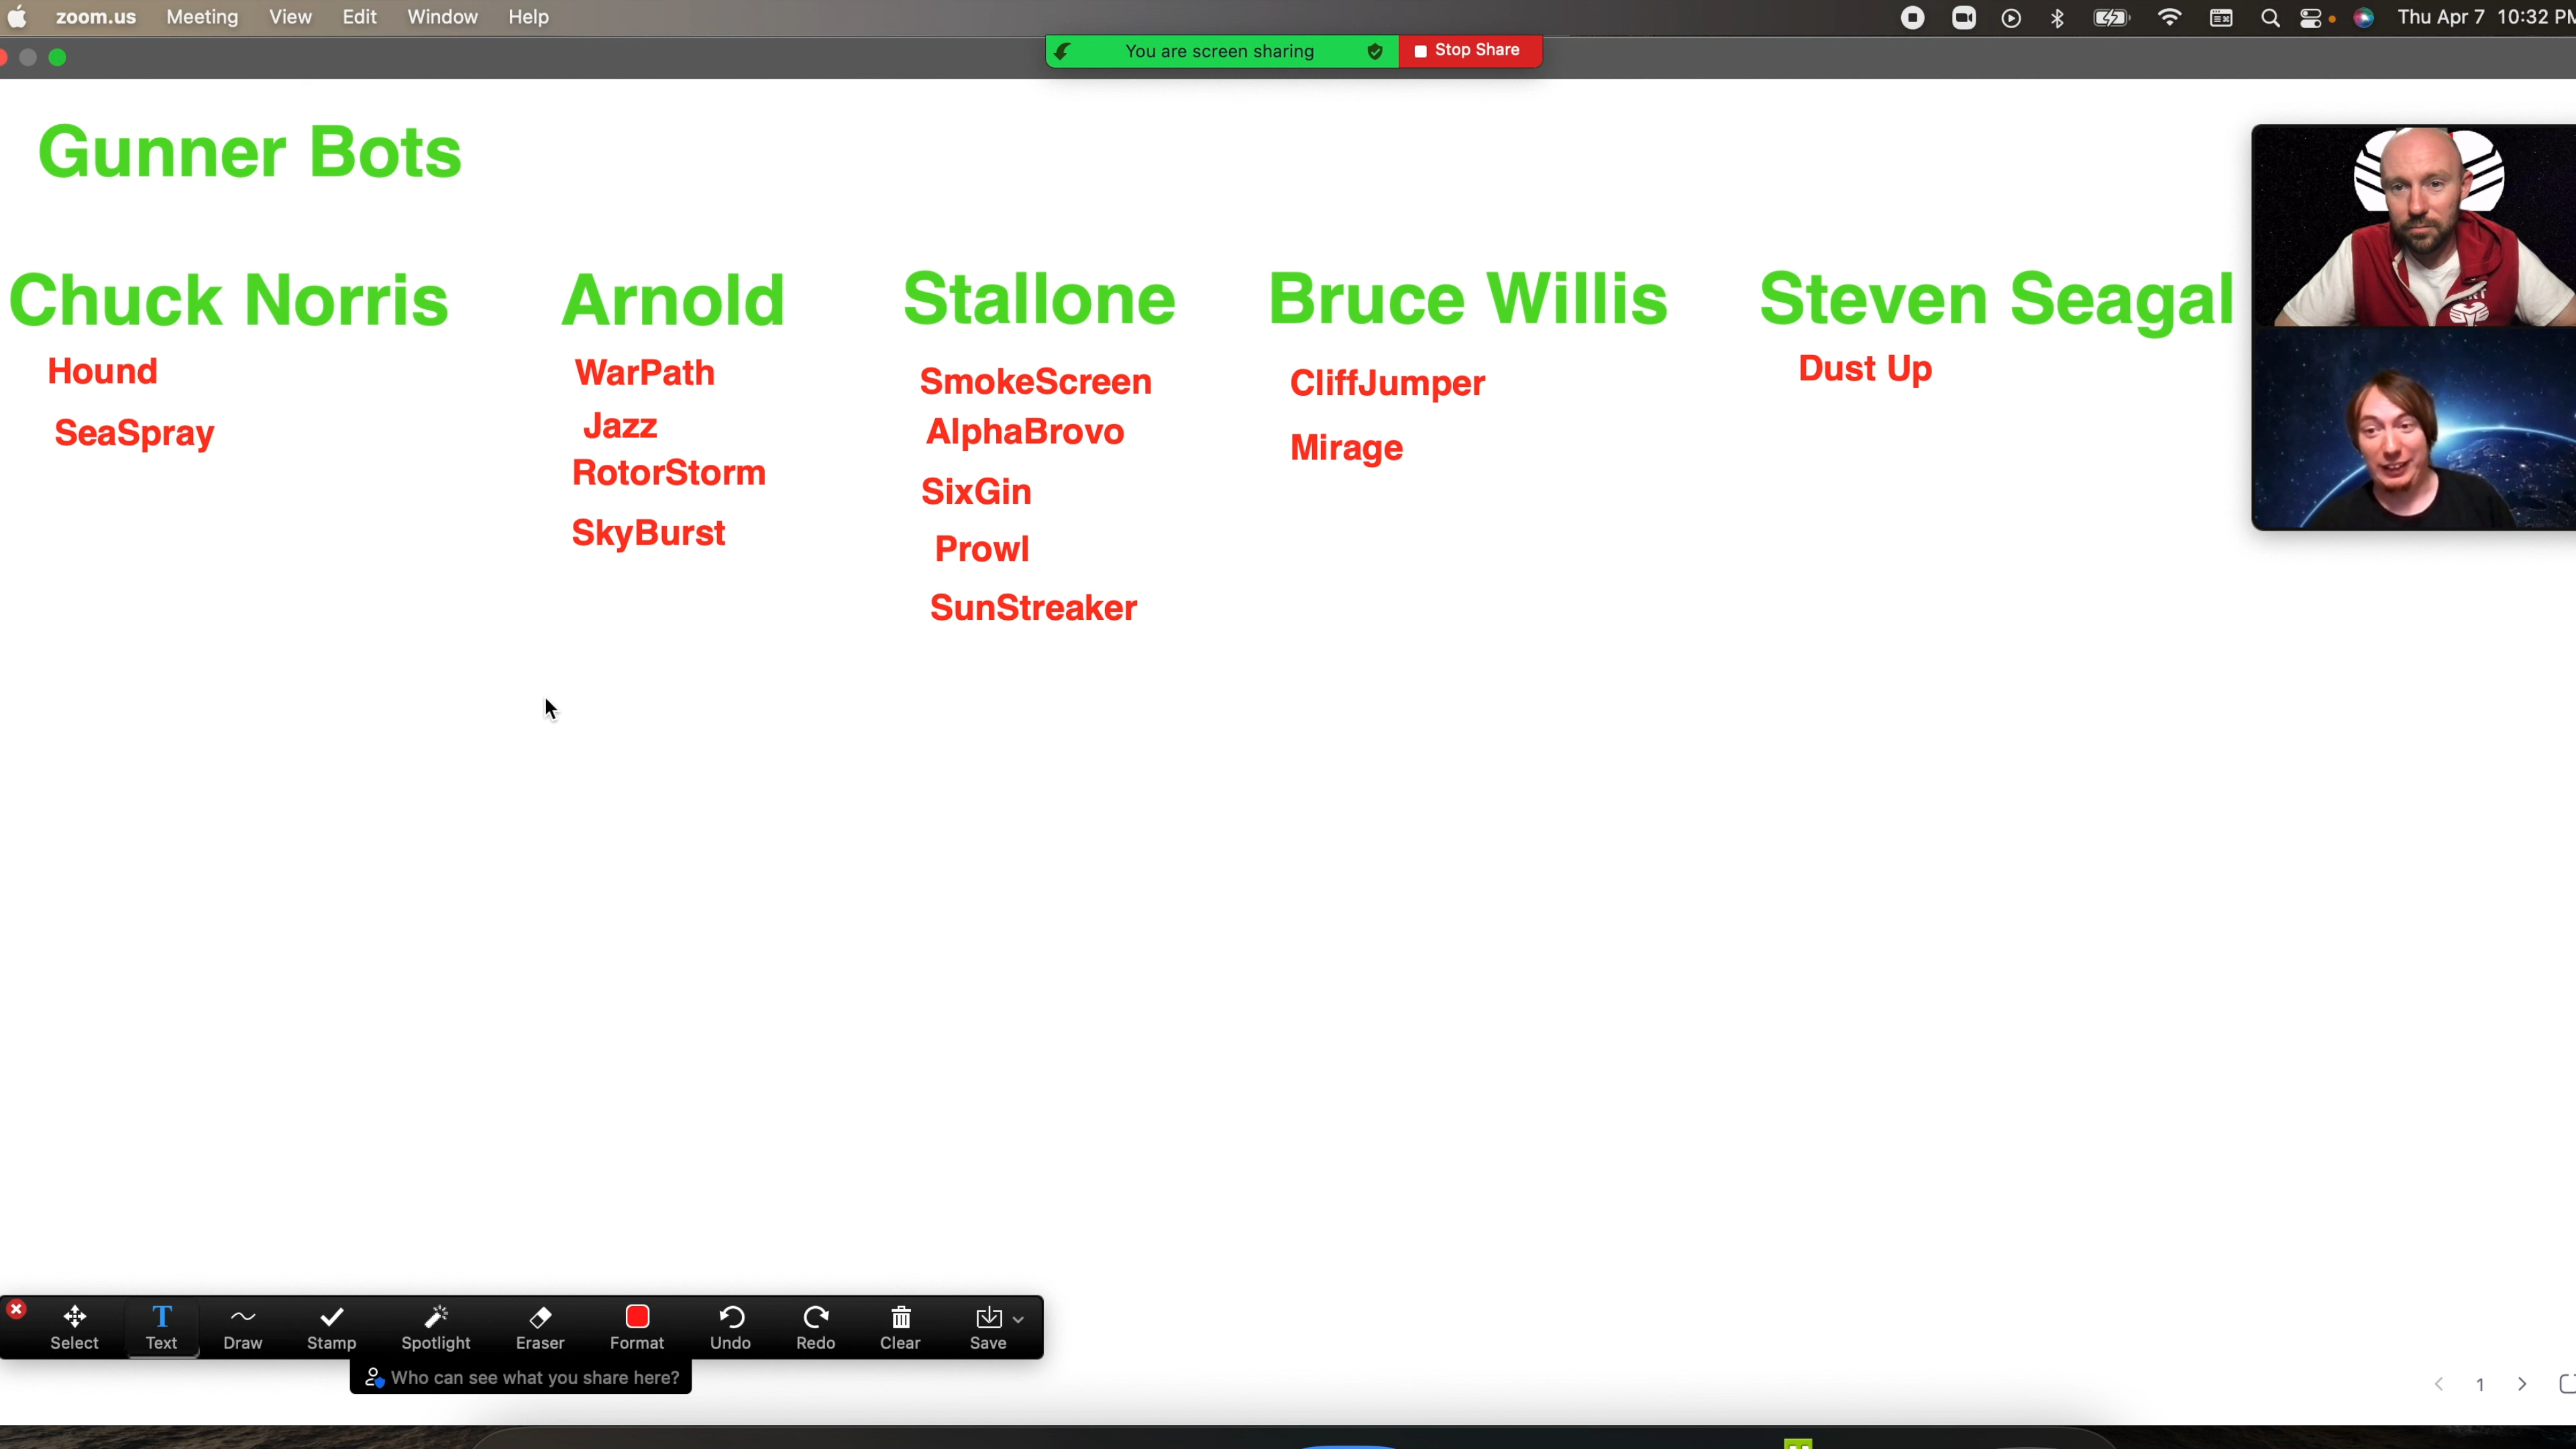 zoom.us Meeting View Edit Window Help
Thu Apr 7 10:32 PM
You are screen sharing
Stop Share
Gunner Bots
Chuck Norris
Hound
SeaSpray
Arnold
WarPath
Jazz
RotorStorm
SkyBurst
Stallone
SmokeScreen
AlphaBrovo
SixGin
Prowl
SunStreaker
Bruce Willis
CliffJumper
Mirage
Steven Seagal
Dust Up
Select Text Draw Stamp Spotlight Eraser Format Undo Redo Clear Save
Who can see what you share here?
1